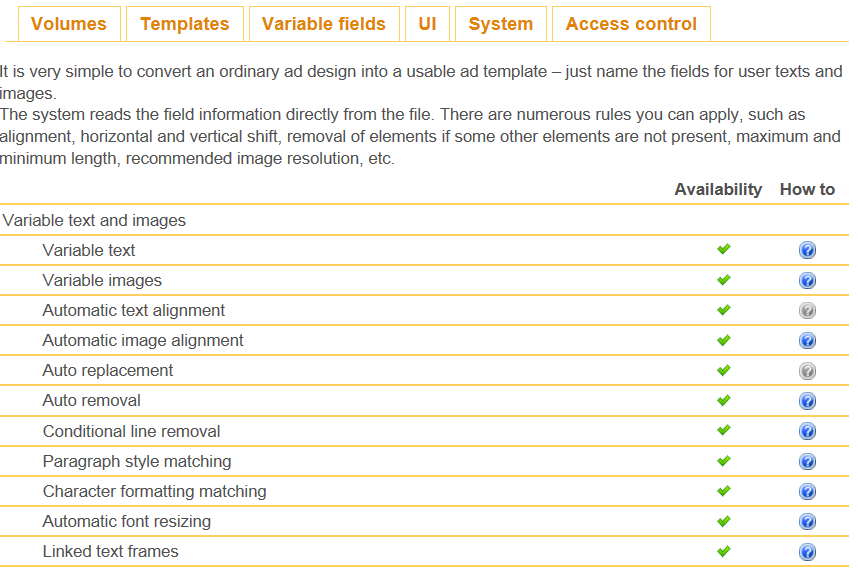 Volumes Templates Variable fields UI System Access control
It is very simple to convert an ordinary ad design into a usable ad template – just name the fields for user texts and
images.
The system reads the field information directly from the file. There are numerous rules you can apply, such as
alignment, horizontal and vertical shift, removal of elements if some other elements are not present, maximum and
minimum length, recommended image resolution, etc.
Availability How to
Variable text and images
Variable text ?
Variable images ?
Automatic text alignment ?
Automatic image alignment ?
Auto replacement ?
Auto removal ?
Conditional line removal ?
Paragraph style matching ?
Character formatting matching ?
Automatic font resizing ?
Linked text frames ?